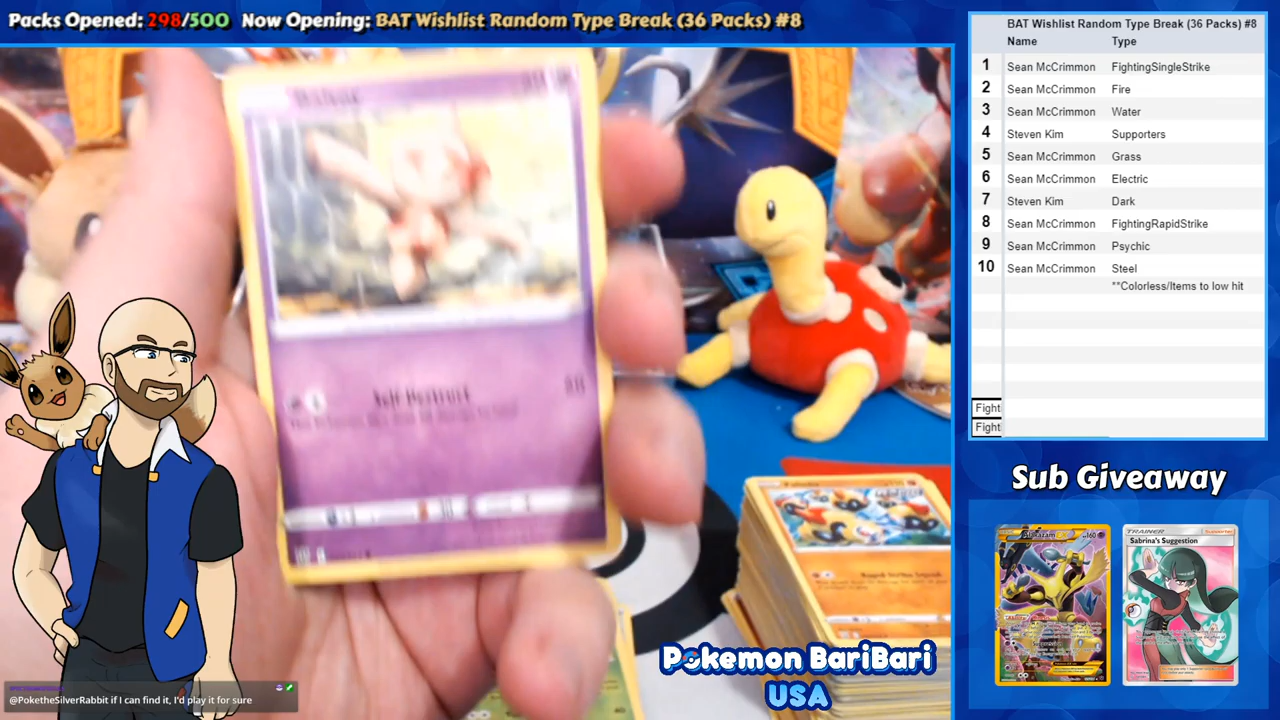 Packs Opened: 298/500 Now Opening: BAT Wishlist Random Type Break (36 Packs) #8
BAT Wishlist Random Type Break (36 Packs) #8
Name Type
1 Sean McCrimmon FightingSingleStrike
2 Sean McCrimmon Fire
3 Sean McCrimmon Water
4 Steven Kim Supporters
5 Sean McCrimmon Grass
6 Sean McCrimmon Electric
7 Steven Kim Dark
8 Sean McCrimmon FightingRapidStrike
9 Sean McCrimmon Psychic
10 Sean McCrimmon Steel
**Colorless/Items to low hit
Fight
Fight
Self-Destruct
Sub Giveaway
TRAINER
Sabrina's Suggestion
Pokemon BariBari
USA
@PoketheSilverRabbit if I can find it, I'd play it for sure